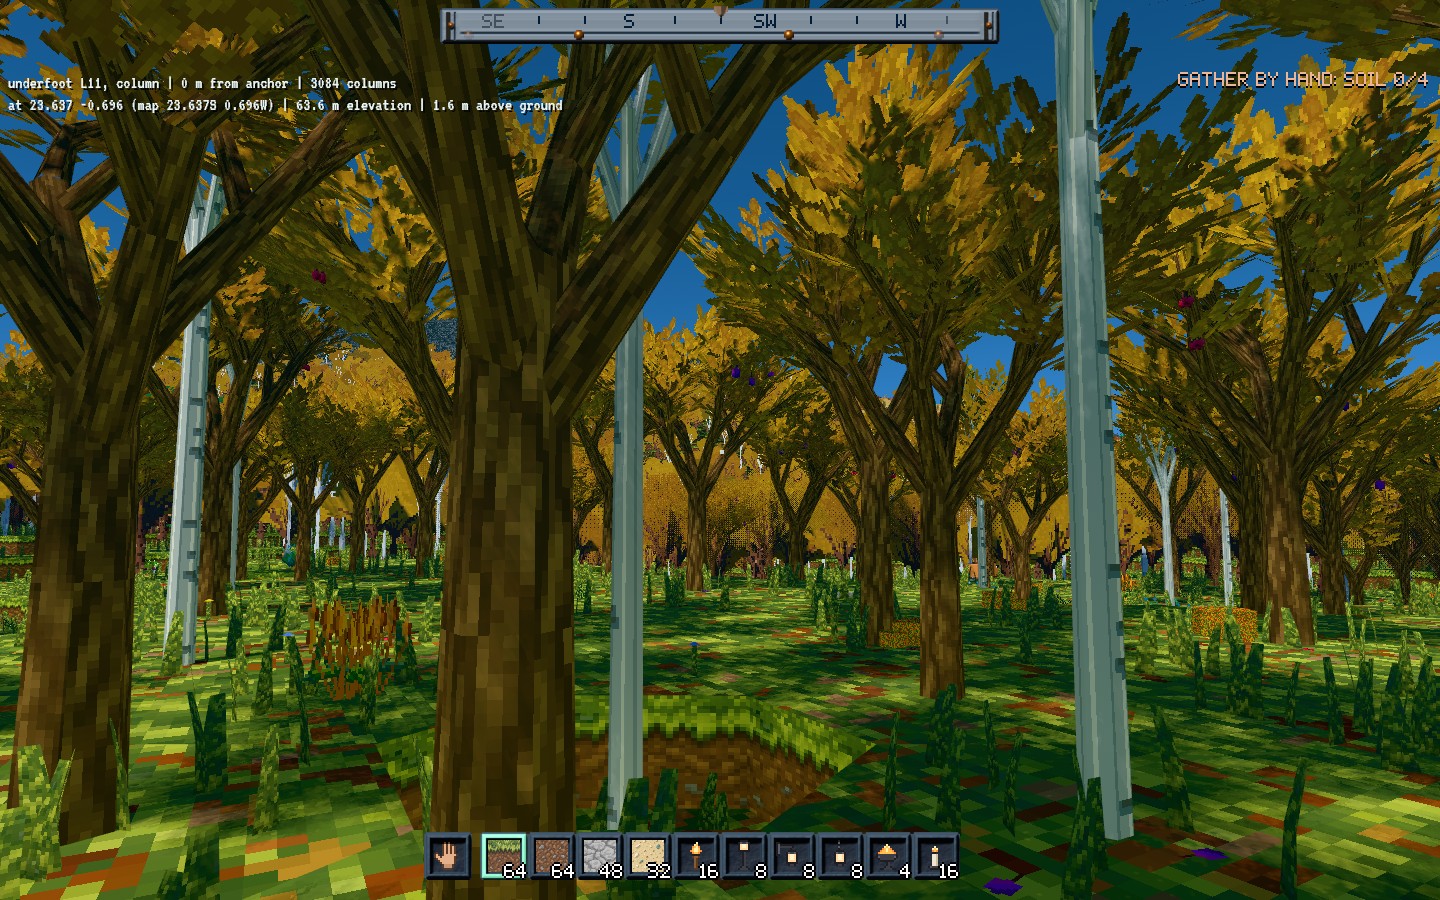 SE S SW W
underfoot L11, column | 0 m from anchor | 3084 columns
GATHER BY HAND: SOIL 0/4
at 23.637 -0.696 (map 23.637S 0.696W) | 63.6 m elevation | 1.6 m above ground
64 64 48 32 16 8 8 8 4 16